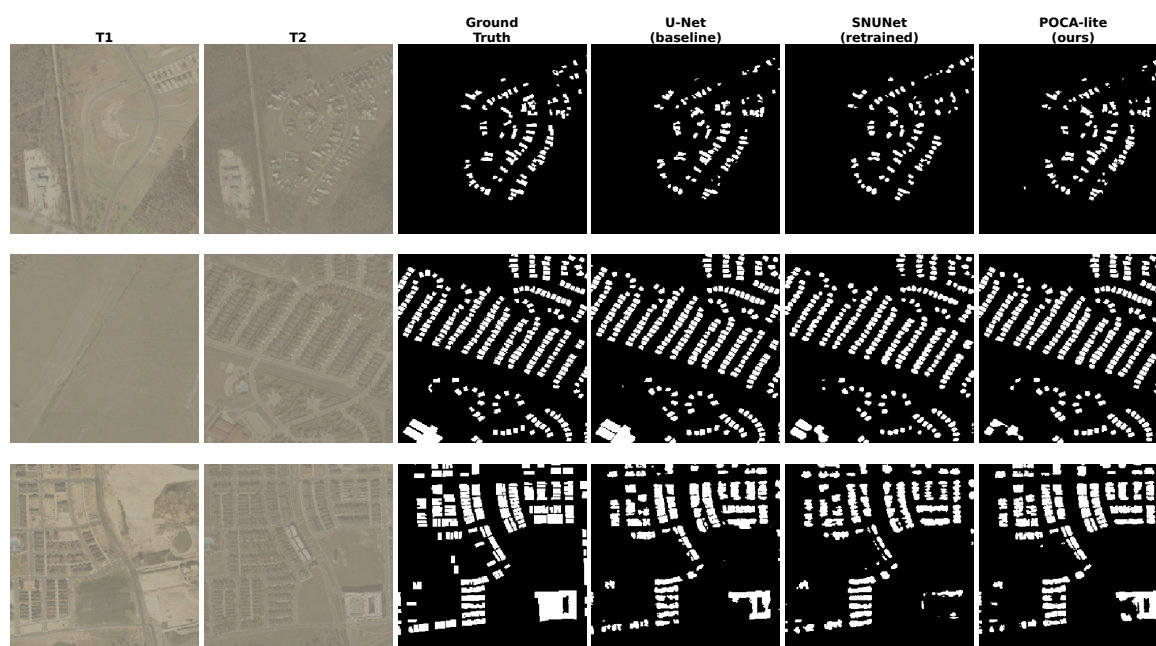 T1
T2
Ground
Truth
U-Net
(baseline)
SNUNet
(retrained)
POCA-lite
(ours)